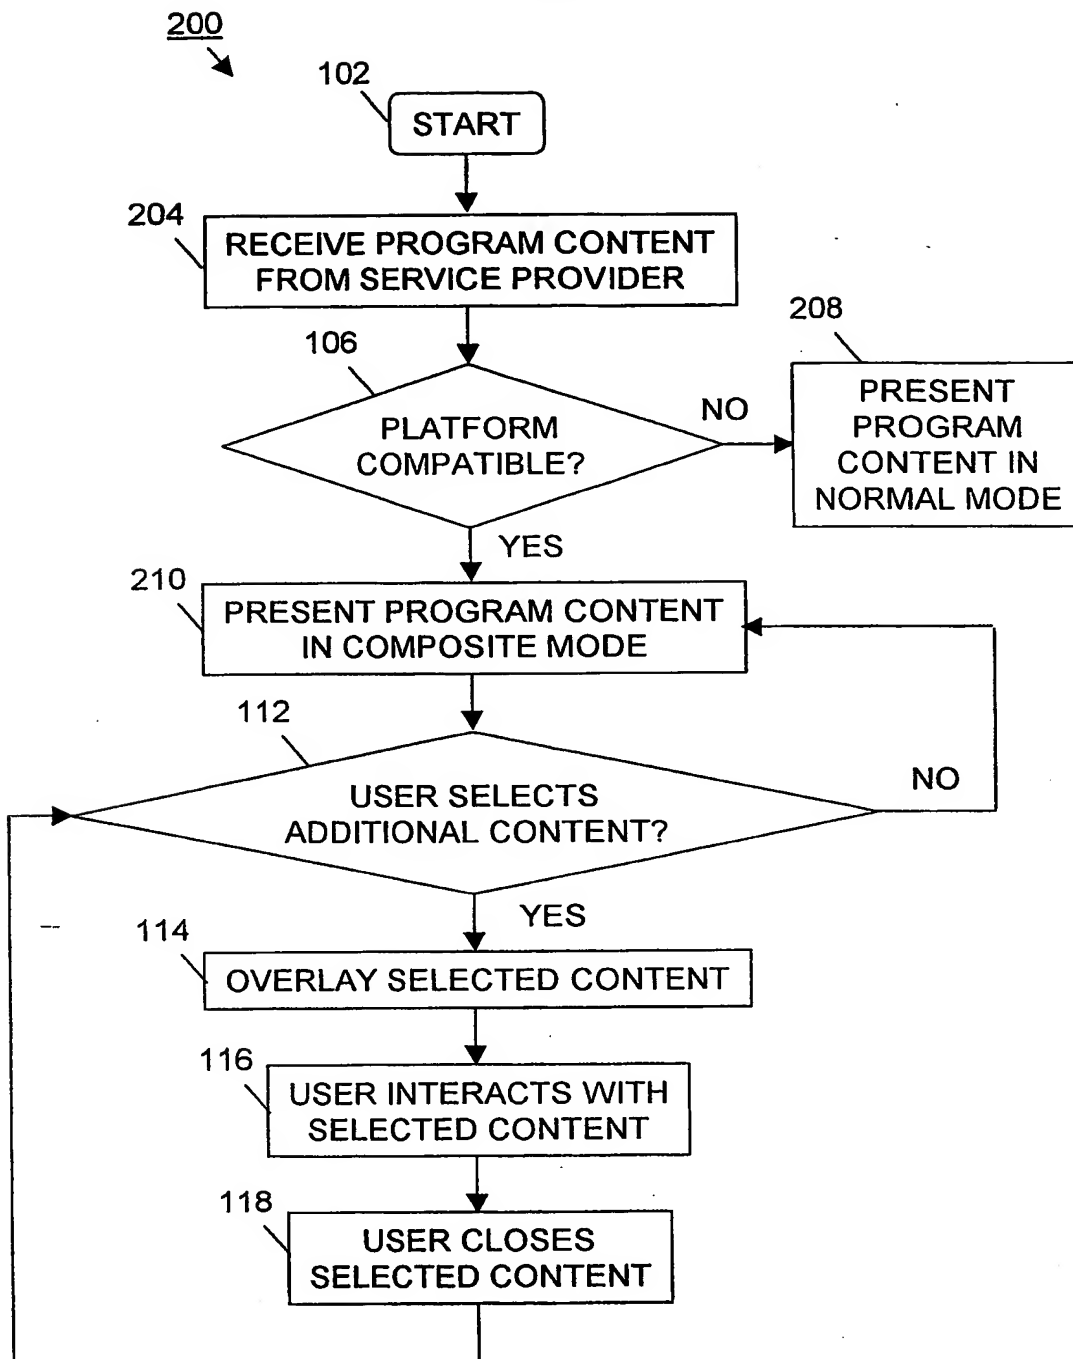 200
102
START
204
RECEIVE PROGRAM CONTENT
FROM SERVICE PROVIDER
106
PLATFORM
COMPATIBLE?
NO
208
PRESENT
PROGRAM
CONTENT IN
NORMAL MODE
YES
210
PRESENT PROGRAM CONTENT
IN COMPOSITE MODE
112
USER SELECTS
ADDITIONAL CONTENT?
NO
YES
114
OVERLAY SELECTED CONTENT
116
USER INTERACTS WITH
SELECTED CONTENT
118
USER CLOSES
SELECTED CONTENT